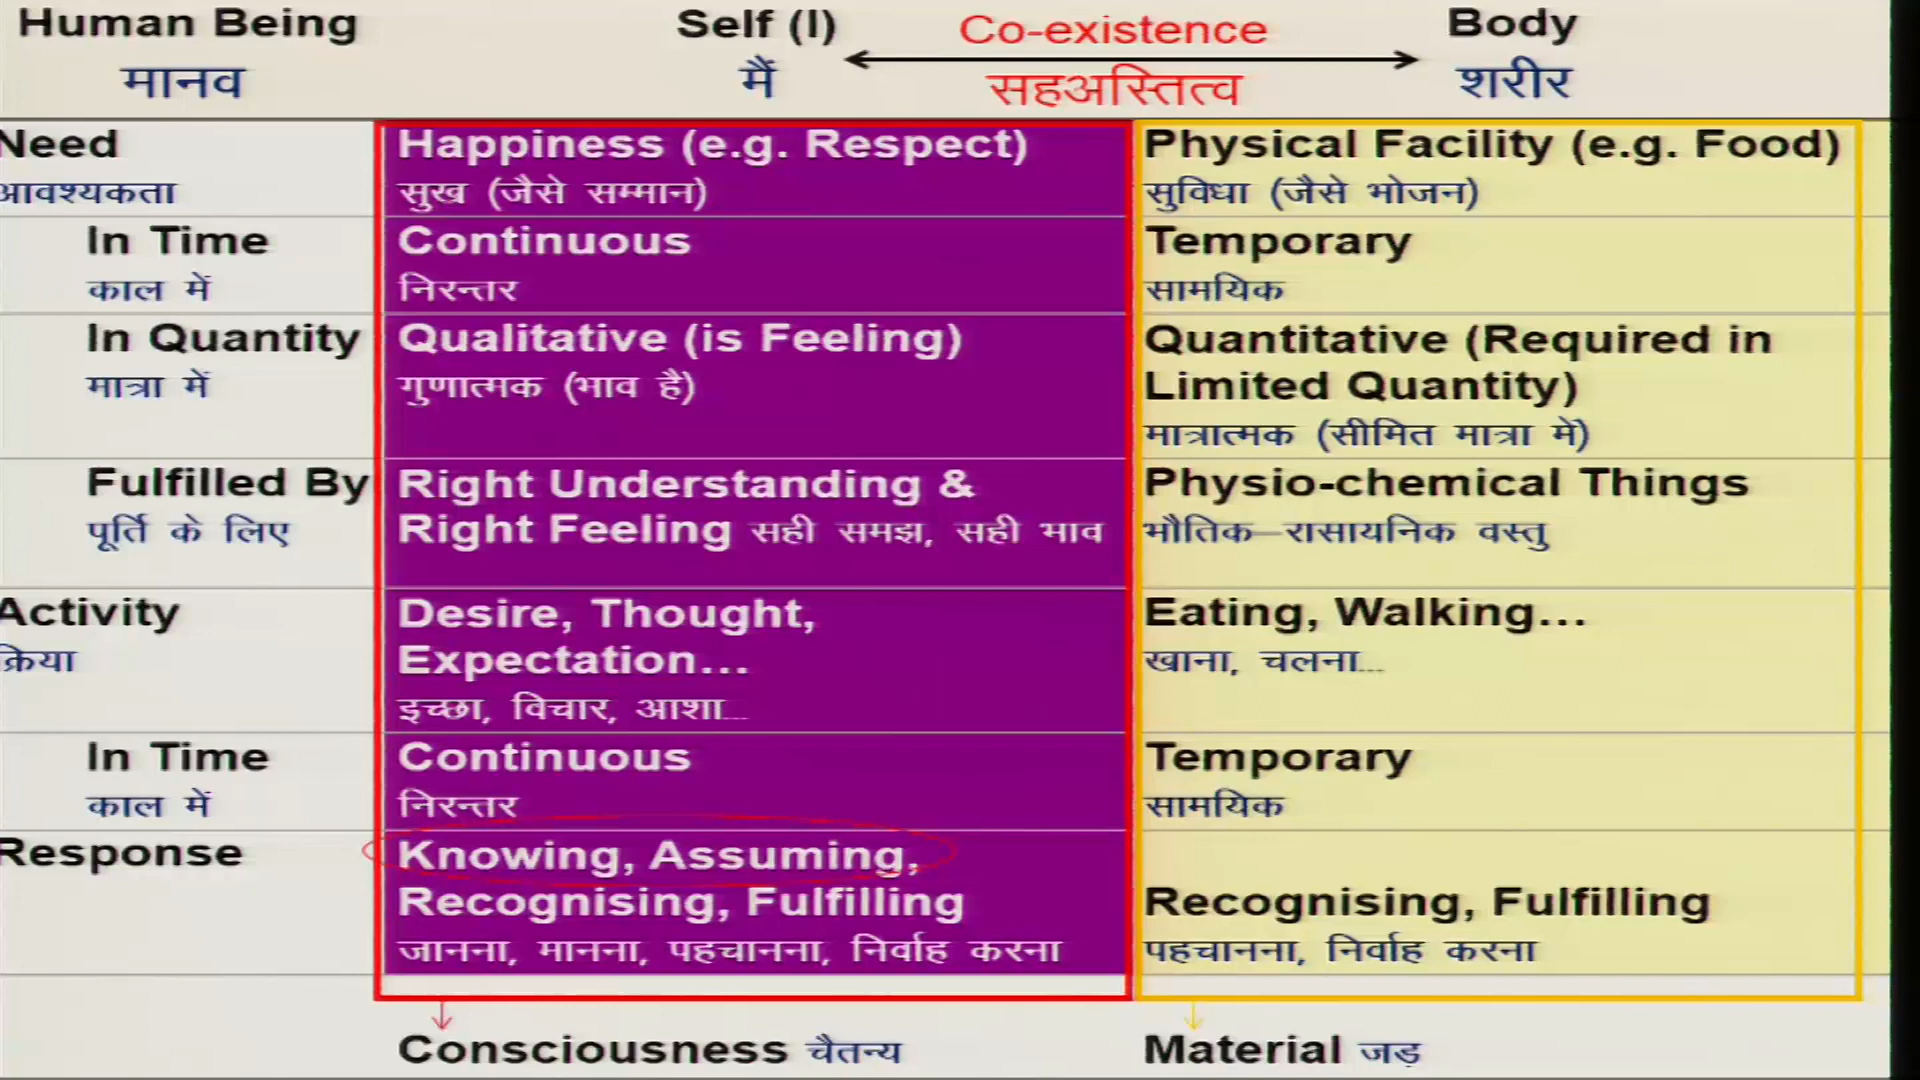 Human Being Self (I) Co-existence Body
मानव मैं सहअस्तित्व शरीर
Need Happiness (e.g. Respect) Physical Facility (e.g. Food)
आवश्यकता सुख (जैसे सम्मान) सुविधा (जैसे भोजन)
In Time Continuous Temporary
काल में निरन्तर सामयिक
In Quantity Qualitative (is Feeling) Quantitative (Required in
मात्रा में गुणात्मक (भाव है) Limited Quantity)
मात्रात्मक (सीमित मात्रा में)
Fulfilled By Right Understanding & Physio-chemical Things
पूर्ति के लिए Right Feeling सही समझ, सही भाव भौतिक–रासायनिक वस्तु
Activity Desire, Thought, Eating, Walking...
क्रिया Expectation... खाना, चलना...
इच्छा, विचार, आशा...
In Time Continuous Temporary
काल में निरन्तर सामयिक
Response Knowing, Assuming,
Recognising, Fulfilling Recognising, Fulfilling
जानना, मानना, पहचानना, निर्वाह करना पहचानना, निर्वाह करना
Consciousness चैतन्य Material जड़